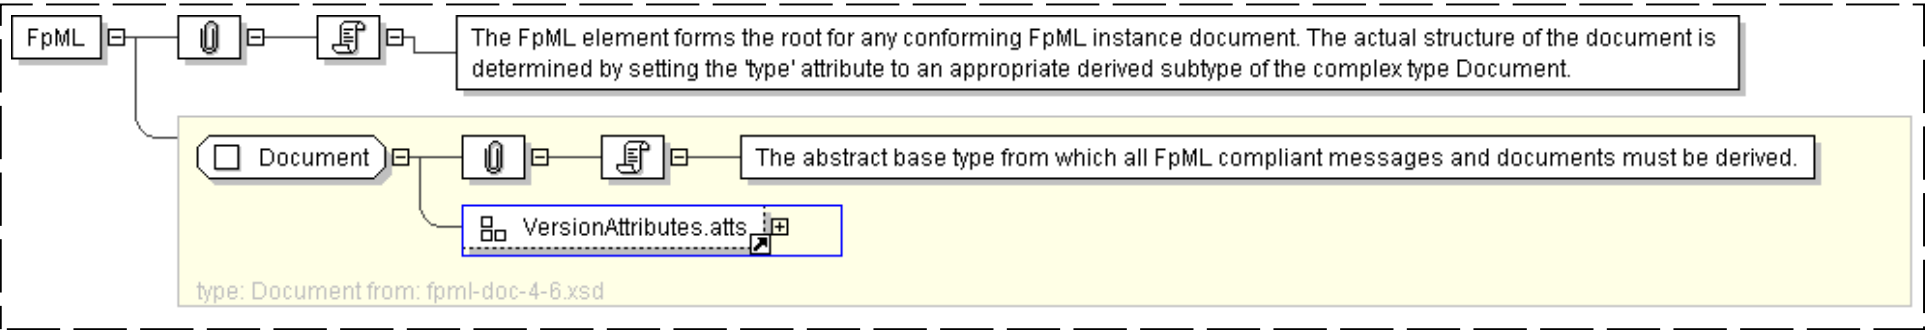 FpML
The FpML element forms the root for any conforming FpML instance document. The actual structure of the document is
determined by setting the 'type' attribute to an appropriate derived subtype of the complex type Document.
Document
The abstract base type from which all FpML compliant messages and documents must be derived.
VersionAttributes.atts
type: Document from: fpml-doc-4-6.xsd